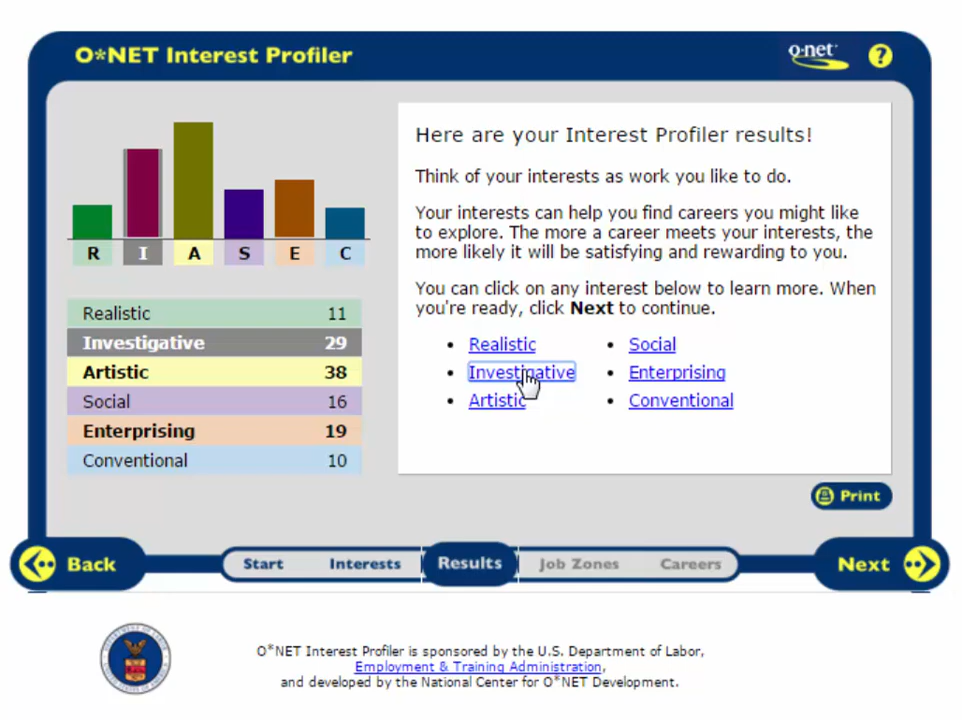 O*NET Interest Profiler
o·net
?
R I A S E C
Realistic 11
Investigative 29
Artistic 38
Social 16
Enterprising 19
Conventional 10
Here are your Interest Profiler results!
Think of your interests as work you like to do.
Your interests can help you find careers you might like
to explore. The more a career meets your interests, the
more likely it will be satisfying and rewarding to you.
You can click on any interest below to learn more. When
you're ready, click Next to continue.
• Realistic
• Investigative
• Artistic
• Social
• Enterprising
• Conventional
Print
Back
Start Interests Results Job Zones Careers
Next
O*NET Interest Profiler is sponsored by the U.S. Department of Labor,
Employment & Training Administration,
and developed by the National Center for O*NET Development.